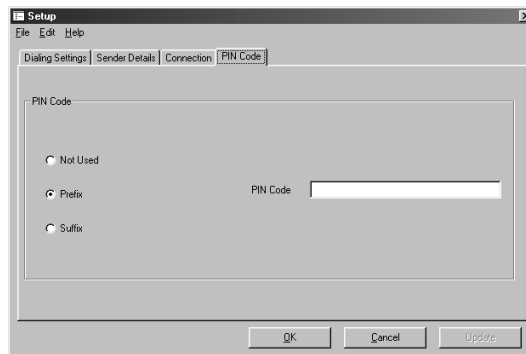 Setup
File Edit Help
Dialing Settings Sender Details Connection PIN Code
PIN Code
Not Used
Prefix
PIN Code
Suffix
OK Cancel Update